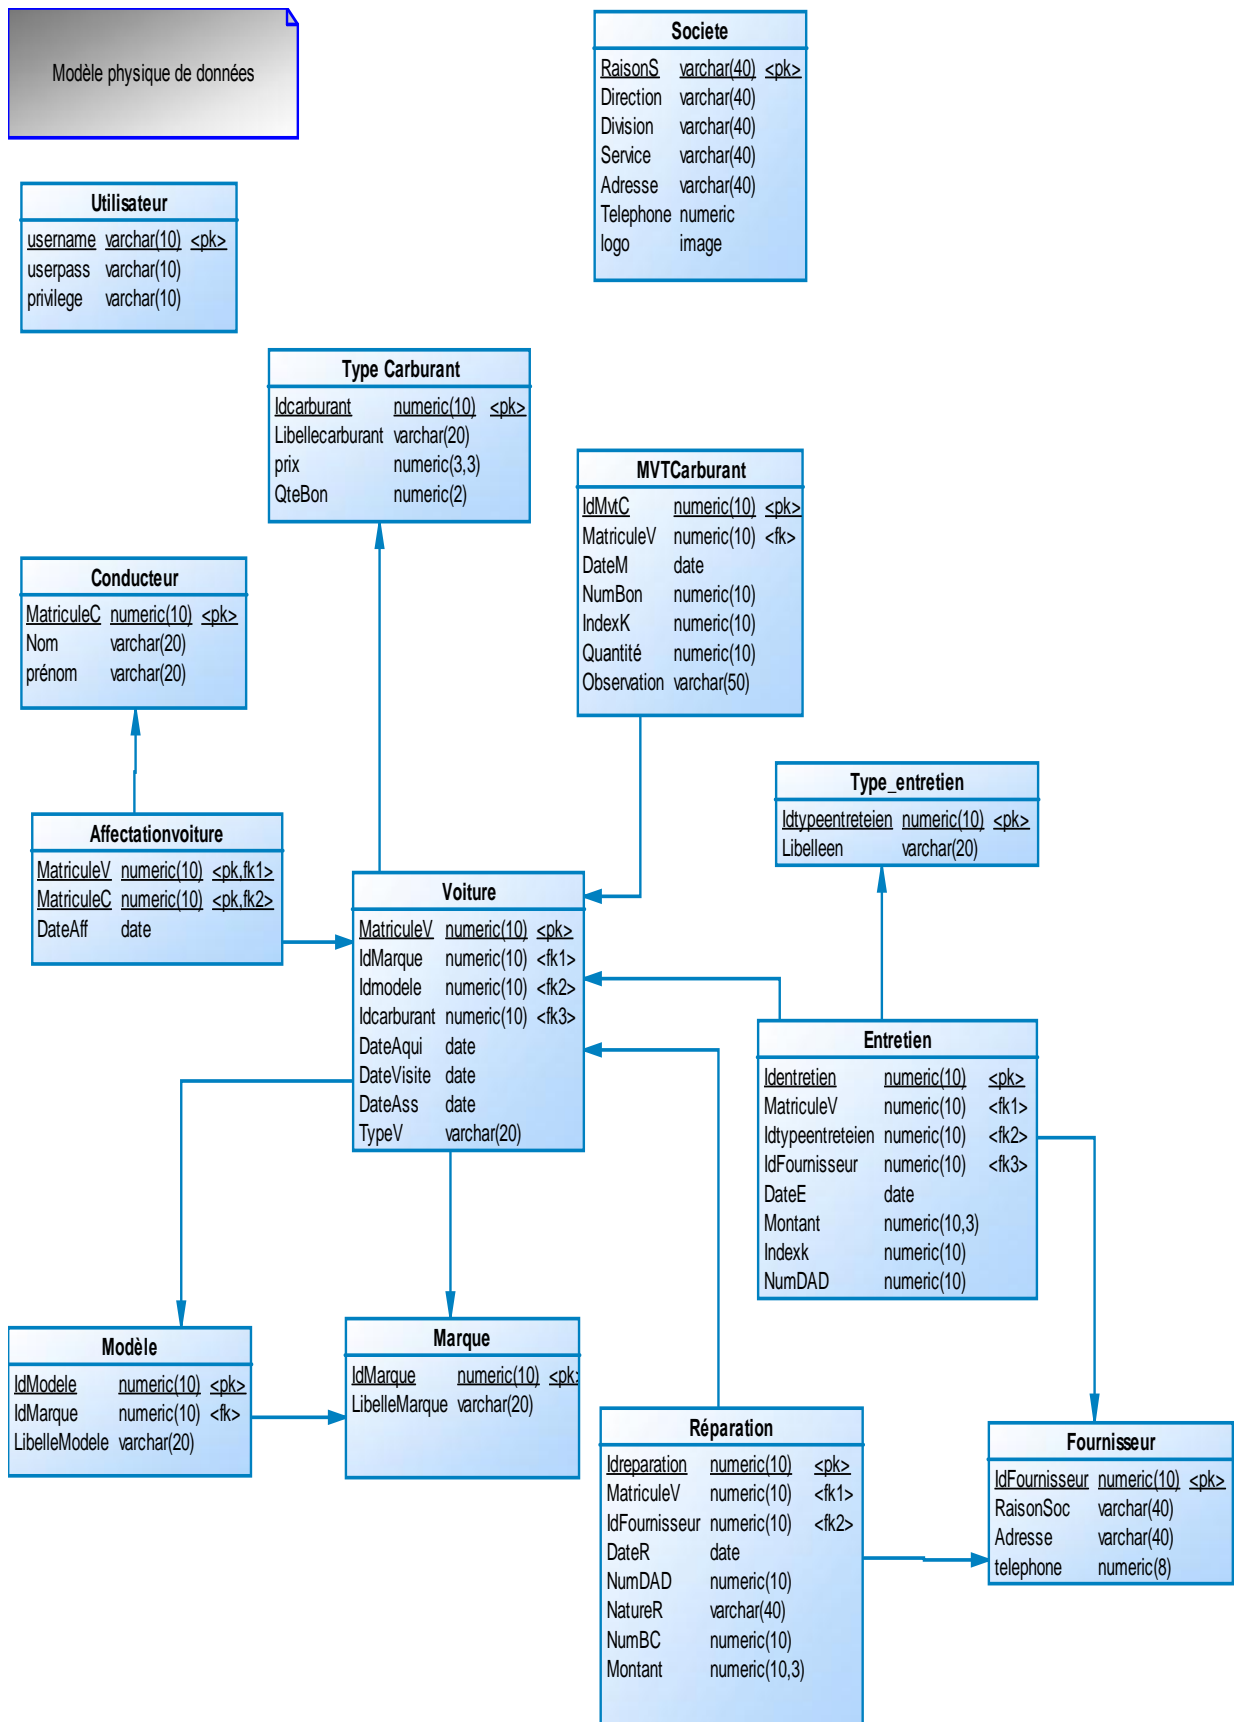 Modèle physique de données
Societe
RaisonS varchar(40) <pk>
Direction varchar(40)
Division varchar(40)
Service varchar(40)
Adresse varchar(40)
Telephone numeric
logo image
Utilisateur
username varchar(10) <pk>
userpass varchar(10)
privilege varchar(10)
Type Carburant
Idcarburant numeric(10) <pk>
Libellecarburant varchar(20)
prix numeric(3,3)
QteBon numeric(2)
MVTCarburant
IdMvtC numeric(10) <pk>
MatriculeV numeric(10) <fk>
DateM date
NumBon numeric(10)
IndexK numeric(10)
Quantité numeric(10)
Observation varchar(50)
Conducteur
MatriculeC numeric(10) <pk>
Nom varchar(20)
prénom varchar(20)
Type_entretien
Idtypeentreteien numeric(10) <pk>
Libelleen varchar(20)
Affectationvoiture
MatriculeV numeric(10) <pk,fk1>
MatriculeC numeric(10) <pk,fk2>
DateAff date
Voiture
MatriculeV numeric(10) <pk>
IdMarque numeric(10) <fk1>
Idmodele numeric(10) <fk2>
Idcarburant numeric(10) <fk3>
DateAqui date
DateVisite date
DateAss date
TypeV varchar(20)
Entretien
Identretien numeric(10) <pk>
MatriculeV numeric(10) <fk1>
Idtypeentreteien numeric(10) <fk2>
IdFournisseur numeric(10) <fk3>
DateE date
Montant numeric(10,3)
Indexk numeric(10)
NumDAD numeric(10)
Modèle
IdModele numeric(10) <pk>
IdMarque numeric(10) <fk>
LibelleModele varchar(20)
Marque
IdMarque numeric(10) <pk>
LibelleMarque varchar(20)
Réparation
Idreparation numeric(10) <pk>
MatriculeV numeric(10) <fk1>
IdFournisseur numeric(10) <fk2>
DateR date
NumDAD numeric(10)
NatureR varchar(40)
NumBC numeric(10)
Montant numeric(10,3)
Fournisseur
IdFournisseur numeric(10) <pk>
RaisonSoc varchar(40)
Adresse varchar(40)
telephone numeric(8)